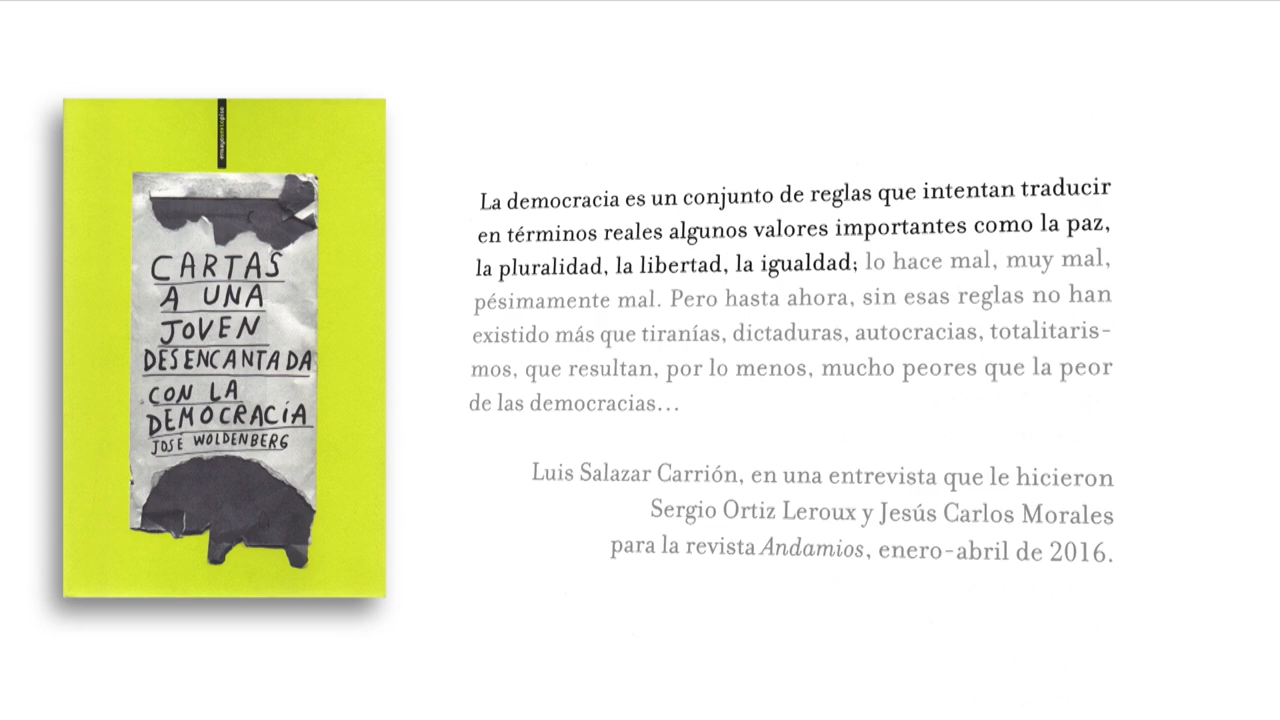 CARTAS
A UNA
JOVEN
DESENCANTADA
CON LA
DEMOCRACÍA
JOSÉ WOLDENBERG
La democracia es un conjunto de reglas que intentan traducir
en términos reales algunos valores importantes como la paz,
la pluralidad, la libertad, la igualdad; lo hace mal, muy mal,
pésimamente mal. Pero hasta ahora, sin esas reglas no han
existido más que tiranías, dictaduras, autocracias, totalitaris-
mos, que resultan, por lo menos, mucho peores que la peor
de las democracias...
Luis Salazar Carrión, en una entrevista que le hicieron
Sergio Ortiz Leroux y Jesús Carlos Morales
para la revista Andamios, enero-abril de 2016.